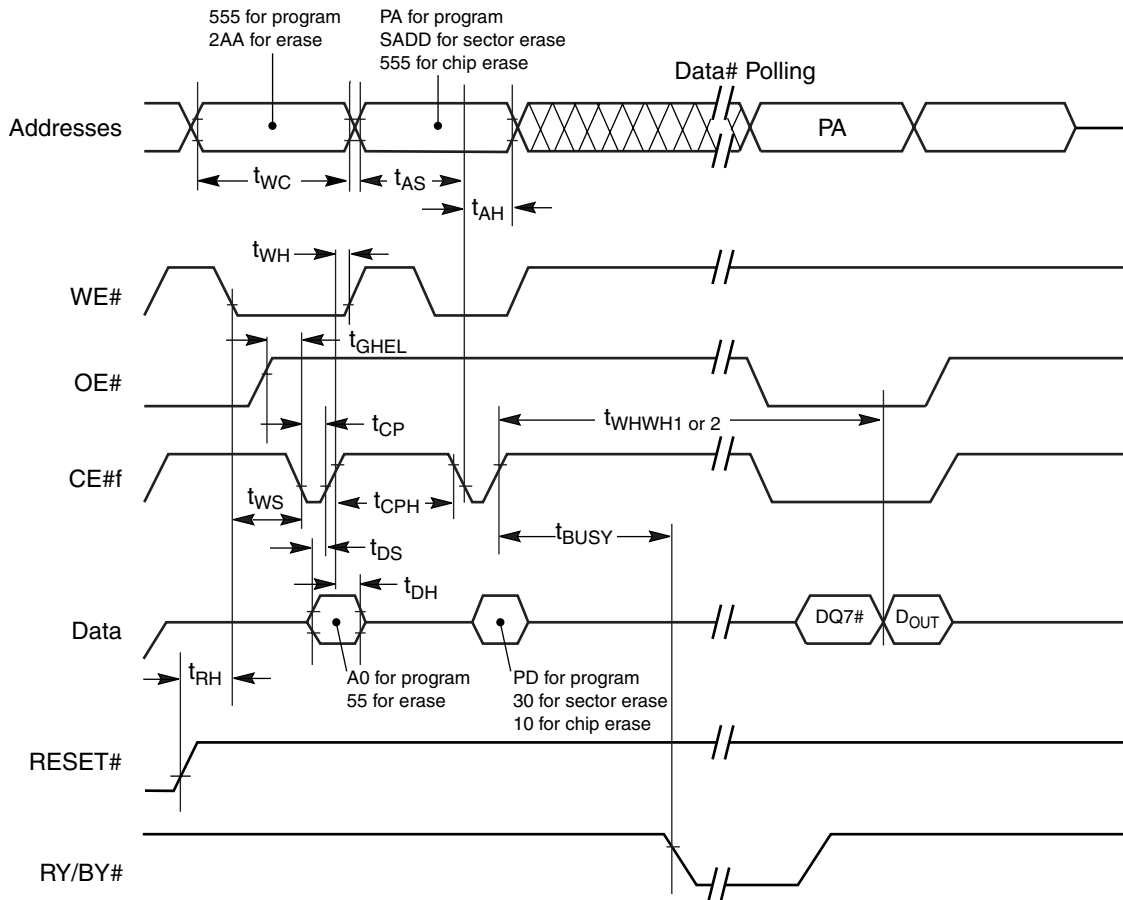 555 for program
2AA for erase
PA for program
SADD for sector erase
555 for chip erase
Data# Polling
Addresses
PA
tWC
tAS
tAH
tWH
WE#
tGHEL
OE#
tWHWH1 or 2
tCP
CE#f
tWS
tCPH
tBUSY
tDS
tDH
Data
DQ7#
DOUT
tRH
A0 for program
55 for erase
PD for program
30 for sector erase
10 for chip erase
RESET#
RY/BY#